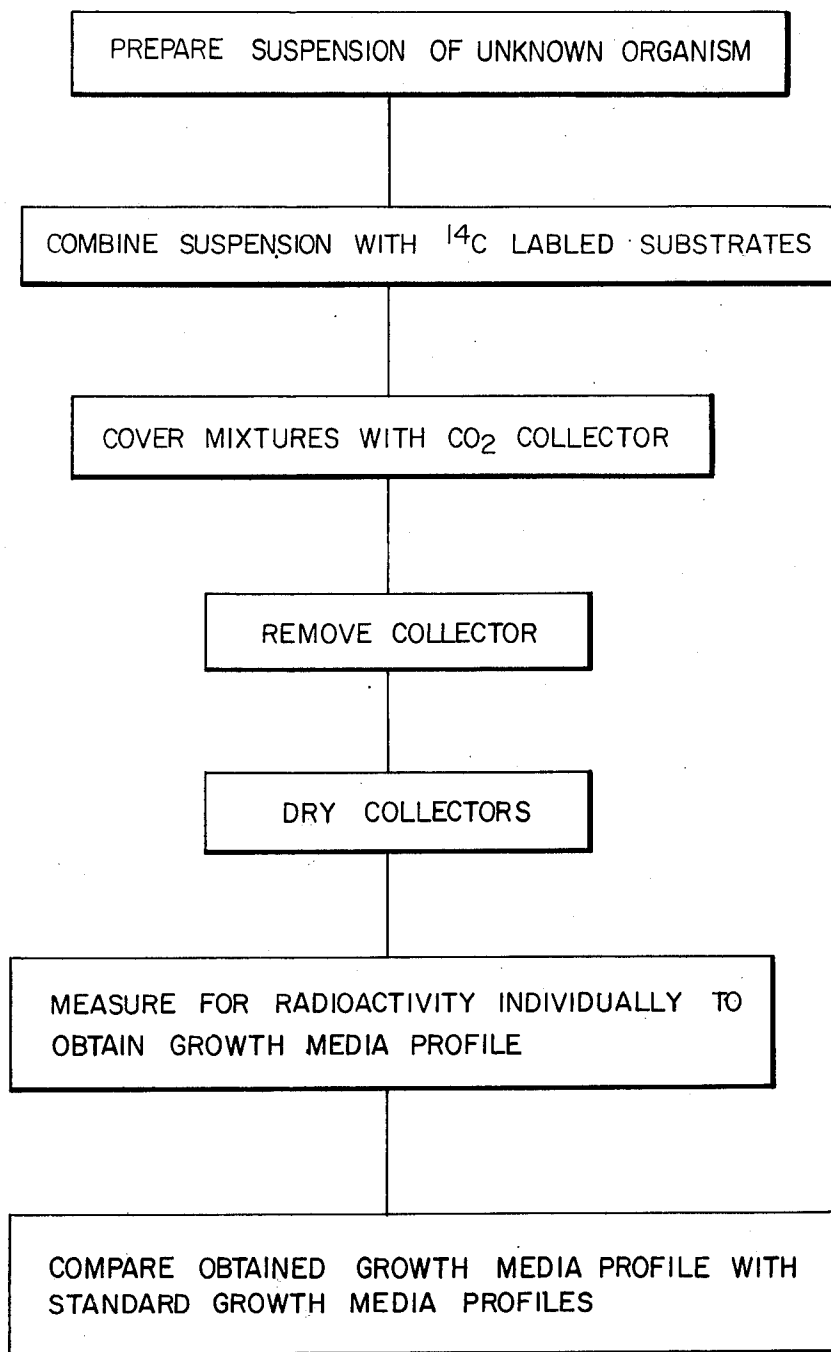 PREPARE SUSPENSION OF UNKNOWN ORGANISM
COMBINE SUSPENSION WITH ¹⁴C LABLED SUBSTRATES
COVER MIXTURES WITH CO₂ COLLECTOR
REMOVE COLLECTOR
DRY COLLECTORS
MEASURE FOR RADIOACTIVITY INDIVIDUALLY TO
OBTAIN GROWTH MEDIA PROFILE
COMPARE OBTAINED GROWTH MEDIA PROFILE WITH
STANDARD GROWTH MEDIA PROFILES